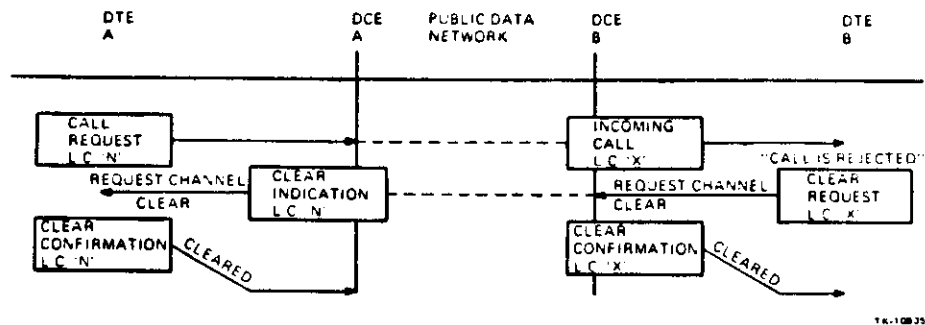 DTE
A
DCE
A
PUBLIC DATA
NETWORK
DCE
B
DTE
B
CALL
REQUEST
L.C. 'N'
INCOMING
CALL
L.C. 'X'
"CALL IS REJECTED"
REQUEST CHANNEL
CLEAR
CLEAR
INDICATION
L.C. 'N'
REQUEST CHANNEL
CLEAR
CLEAR
REQUEST
L.C. 'X'
CLEAR
CONFIRMATION
L.C. 'N'
CLEARED
CLEAR
CONFIRMATION
L.C. 'X'
CLEARED
TK-10835